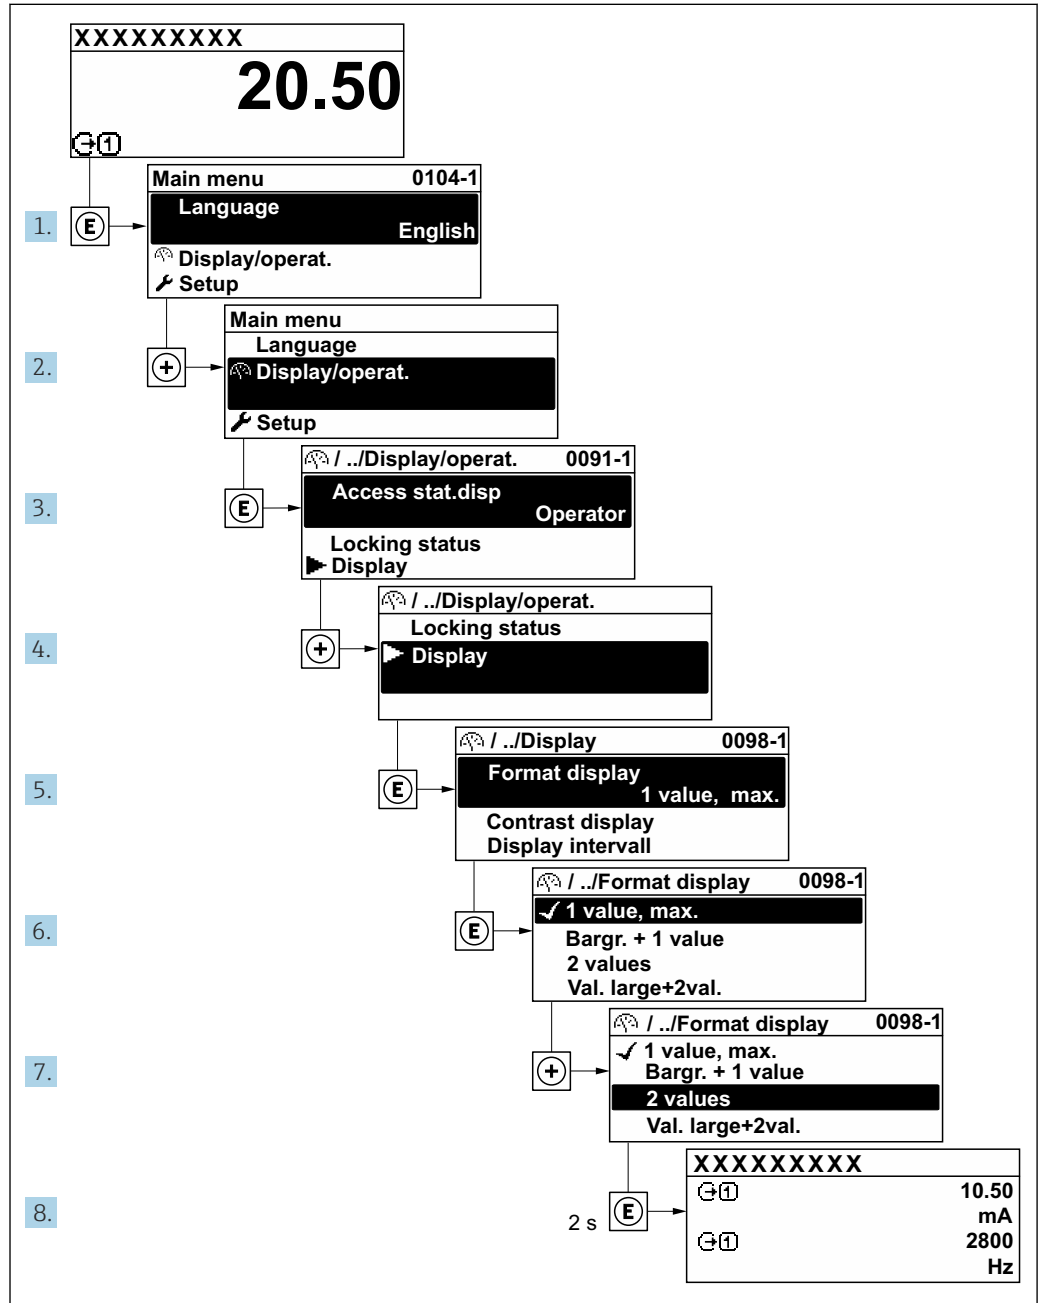 XXXXXXXXX
20.50
1
Main menu 0104-1
Language
English
Display/operat.
Setup
1. E
Main menu
Language
Display/operat.
Setup
2. +
/ ../Display/operat. 0091-1
Access stat.disp
Operator
Locking status
Display
3. E
/ ../Display/operat.
Locking status
Display
4. +
/ ../Display 0098-1
Format display
1 value, max.
Contrast display
Display intervall
5. E
/ ../Format display 0098-1
1 value, max.
Bargr. + 1 value
2 values
Val. large+2val.
6. E
/ ../Format display 0098-1
1 value, max.
Bargr. + 1 value
2 values
Val. large+2val.
7. +
XXXXXXXXX
1 10.50
mA
1 2800
Hz
8. 2 s E